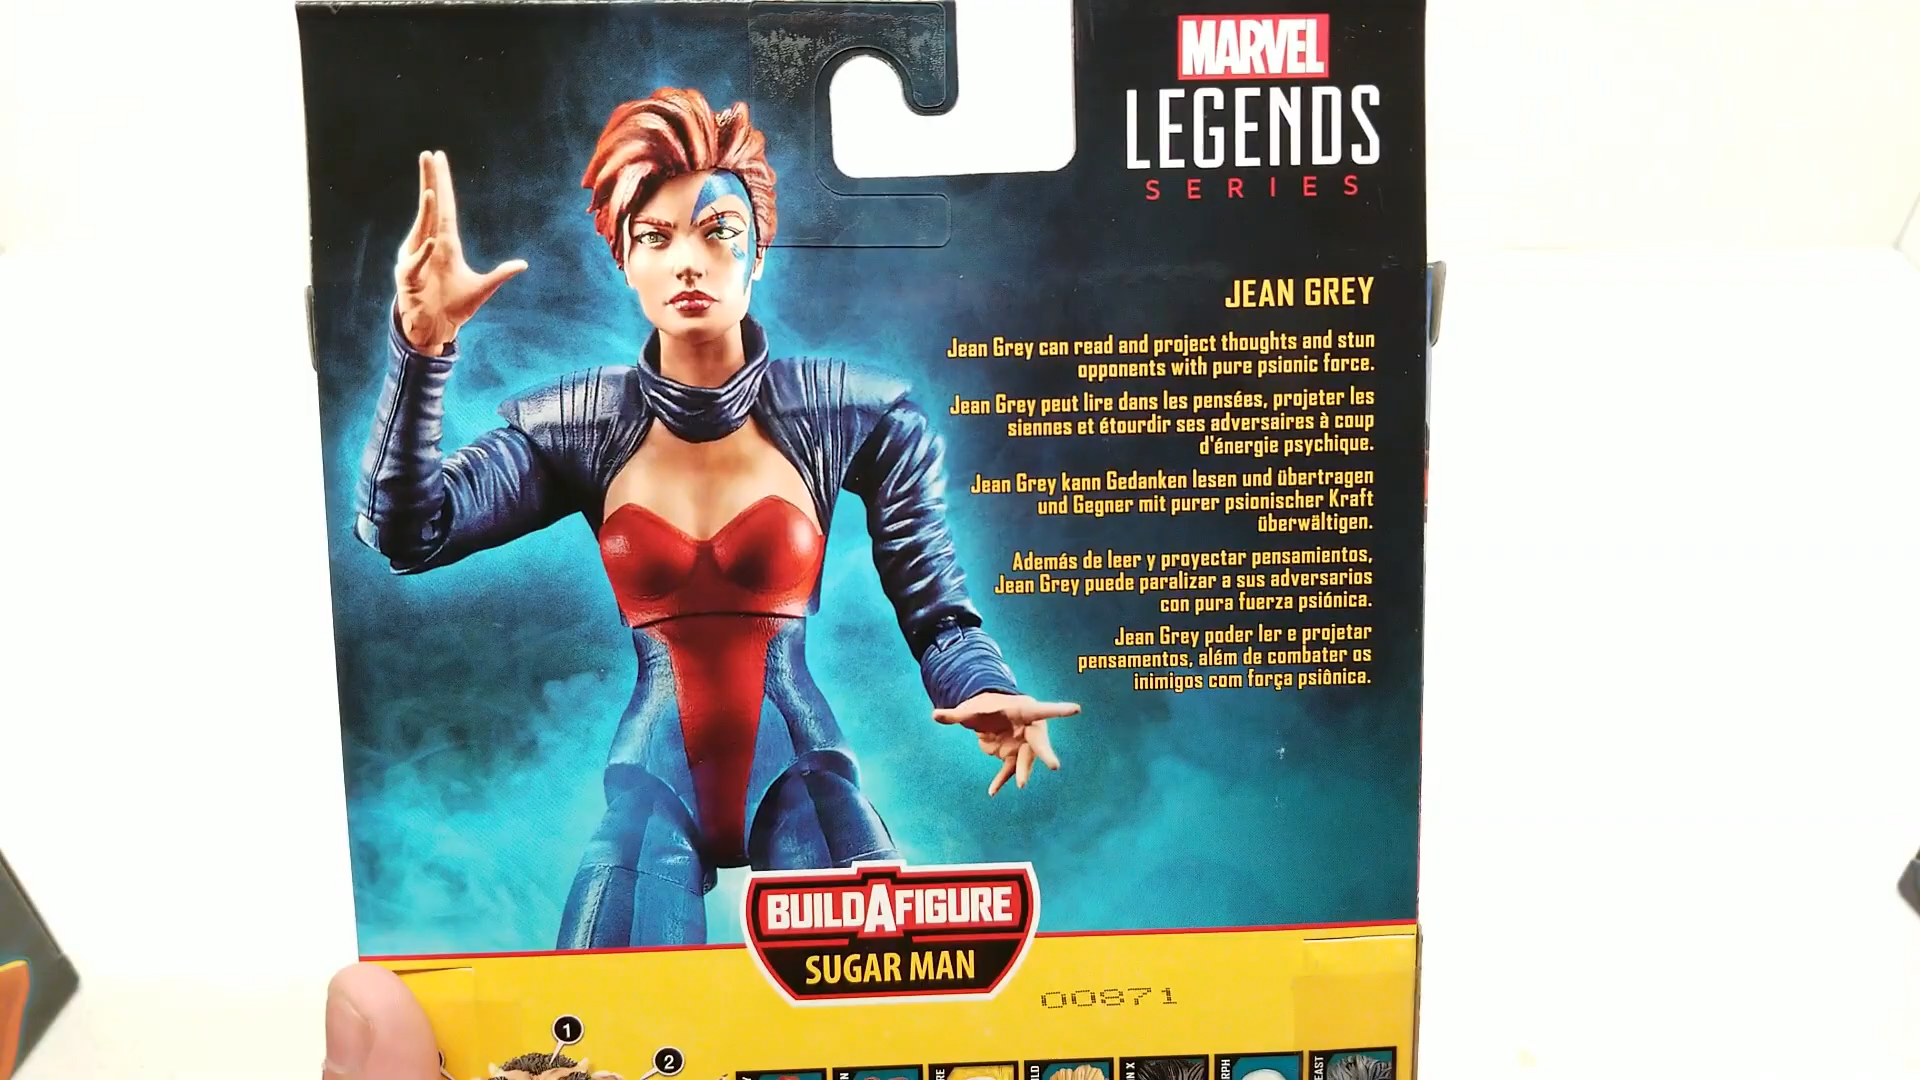 MARVEL
LEGENDS
SERIES
JEAN GREY
Jean Grey can read and project thoughts and stun
opponents with pure psionic force.
Jean Grey peut lire dans les pensées, projeter les
siennes et étourdir ses adversaires à coup
d'énergie psychique.
Jean Grey kann Gedanken lesen und übertragen
und Gegner mit purer psionischer Kraft
überwältigen.
Además de leer y proyectar pensamientos,
Jean Grey puede paralizar a sus adversarios
con pura fuerza psiónica.
Jean Grey poder ler e projetar
pensamentos, além de combater os
inimigos com força psiônica.
BUILDAFIGURE
SUGAR MAN
00871
1
2